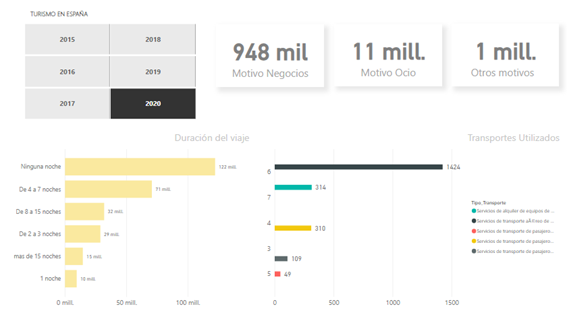 TURISMO EN ESPAÑA
2015 2018
2016 2019
2017 2020
948 mil
Motivo Negocios
11 mill.
Motivo Ocio
1 mill.
Otros motivos
Duración del viaje
Ninguna noche 122 mill.
De 4 a 7 noches 71 mill.
De 8 a 15 noches 32 mill.
De 2 a 3 noches 29 mill.
mas de 15 noches 15 mill.
1 noche 10 mill.
0 mill. 50 mill. 100 mill.
Transportes Utilizados
6 1424
7 314
4 310
3 109
5 49
0 500 1000 1500
Tipo. Transporte
Servicios de alquiler de equipos de ...
Servicios de transporte aÃ©reo de ...
Servicios de transporte de pasajero...
Servicios de transporte de pasajero...
Servicios de transporte de pasajero...